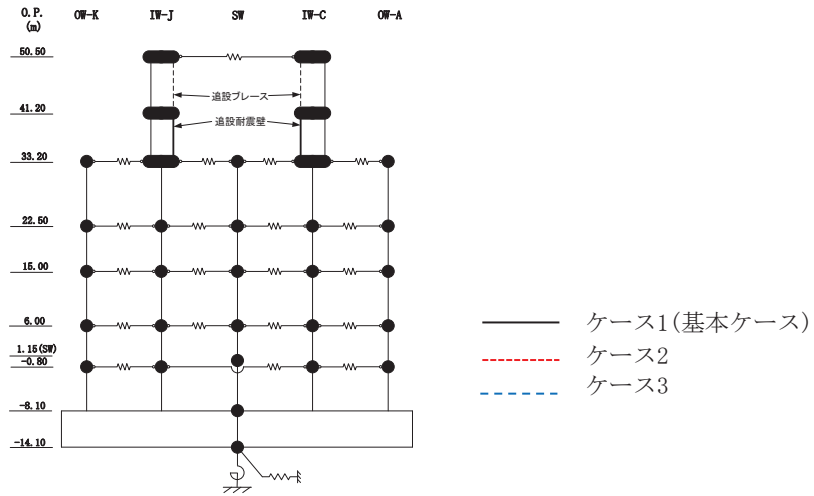 O.P.
(m)
OW-K IW-J SW IW-C OW-A
50.50
追設ブレース
41.20
追設耐震壁
33.20
22.50
15.00
6.00
1.15(SW)
-0.80
-8.10
-14.10
ケース1(基本ケース)
ケース2
ケース3